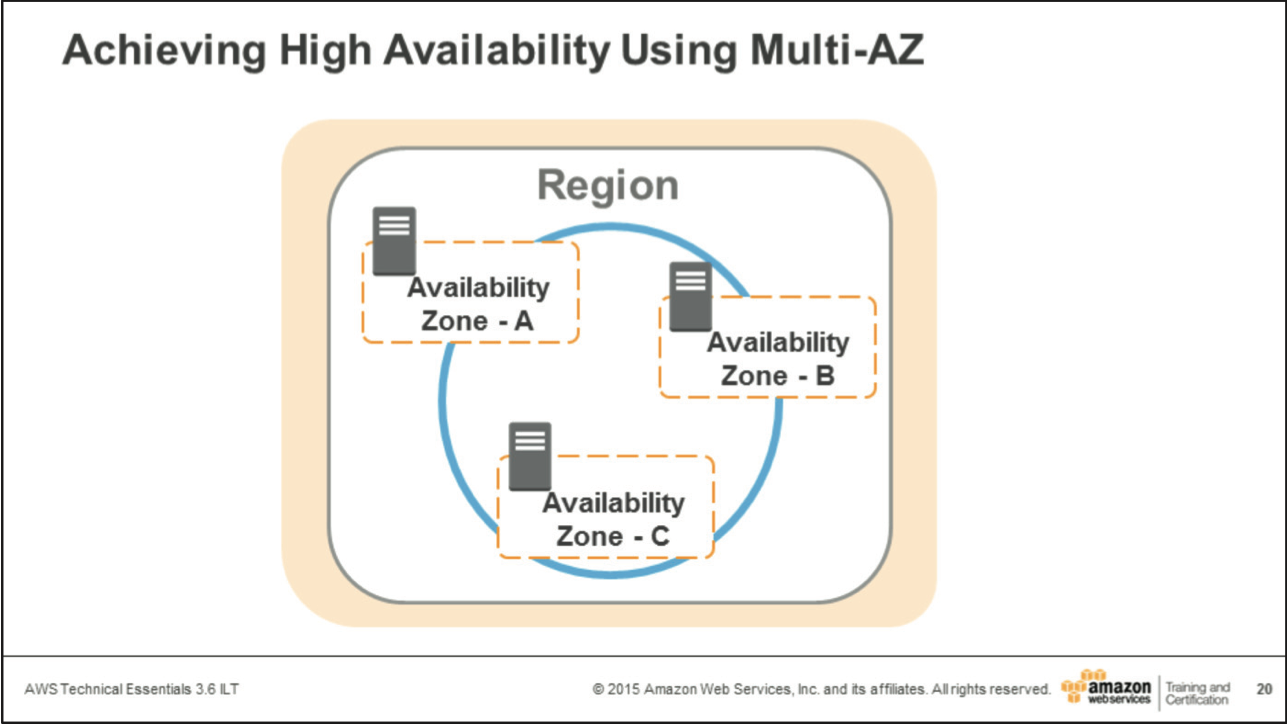 Achieving High Availability Using Multi-AZ
Region
Availability
Zone - A
Availability
Zone - B
Availability
Zone - C
AWS Technical Essentials 3.6 ILT
© 2015 Amazon Web Services, Inc. and its affiliates. All rights reserved.
amazon
webservices
Training and
Certification
20